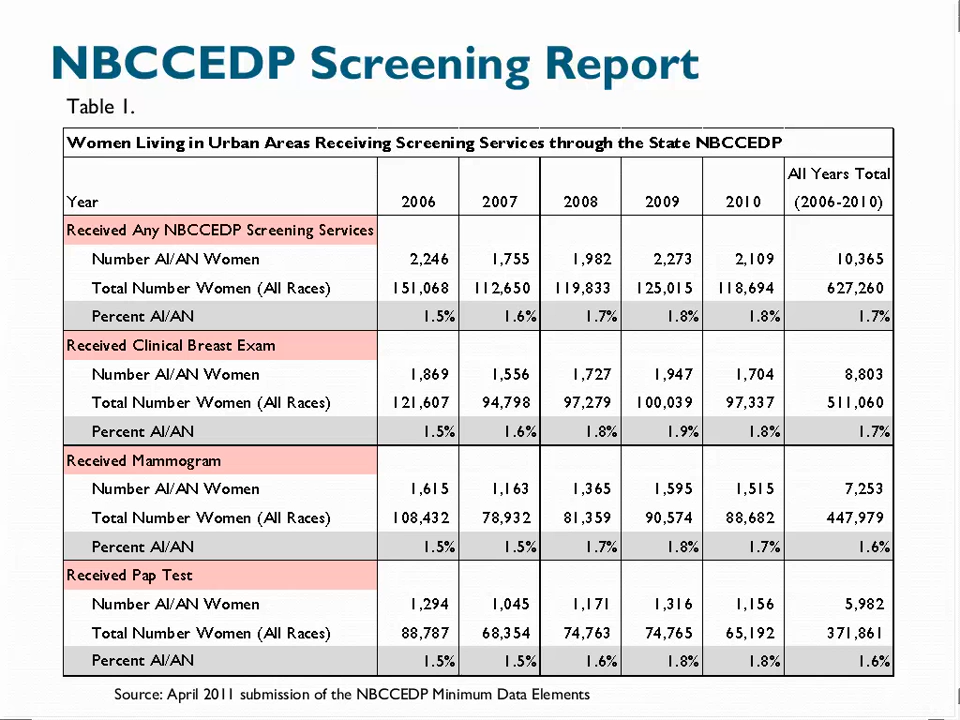 NBCCEDP Screening Report
Table 1.
Women Living in Urban Areas Receiving Screening Services through the State NBCCEDP
All Years Total
Year 2006 2007 2008 2009 2010 (2006-2010)
Received Any NBCCEDP Screening Services
Number AI/AN Women 2,246 1,755 1,982 2,273 2,109 10,365
Total Number Women (All Races) 151,068 112,650 119,833 125,015 118,694 627,260
Percent AI/AN 1.5% 1.6% 1.7% 1.8% 1.8% 1.7%
Received Clinical Breast Exam
Number AI/AN Women 1,869 1,556 1,727 1,947 1,704 8,803
Total Number Women (All Races) 121,607 94,798 97,279 100,039 97,337 511,060
Percent AI/AN 1.5% 1.6% 1.8% 1.9% 1.8% 1.7%
Received Mammogram
Number AI/AN Women 1,615 1,163 1,365 1,595 1,515 7,253
Total Number Women (All Races) 108,432 78,932 81,359 90,574 88,682 447,979
Percent AI/AN 1.5% 1.5% 1.7% 1.8% 1.7% 1.6%
Received Pap Test
Number AI/AN Women 1,294 1,045 1,171 1,316 1,156 5,982
Total Number Women (All Races) 88,787 68,354 74,763 74,765 65,192 371,861
Percent AI/AN 1.5% 1.5% 1.6% 1.8% 1.8% 1.6%
Source: April 2011 submission of the NBCCEDP Minimum Data Elements